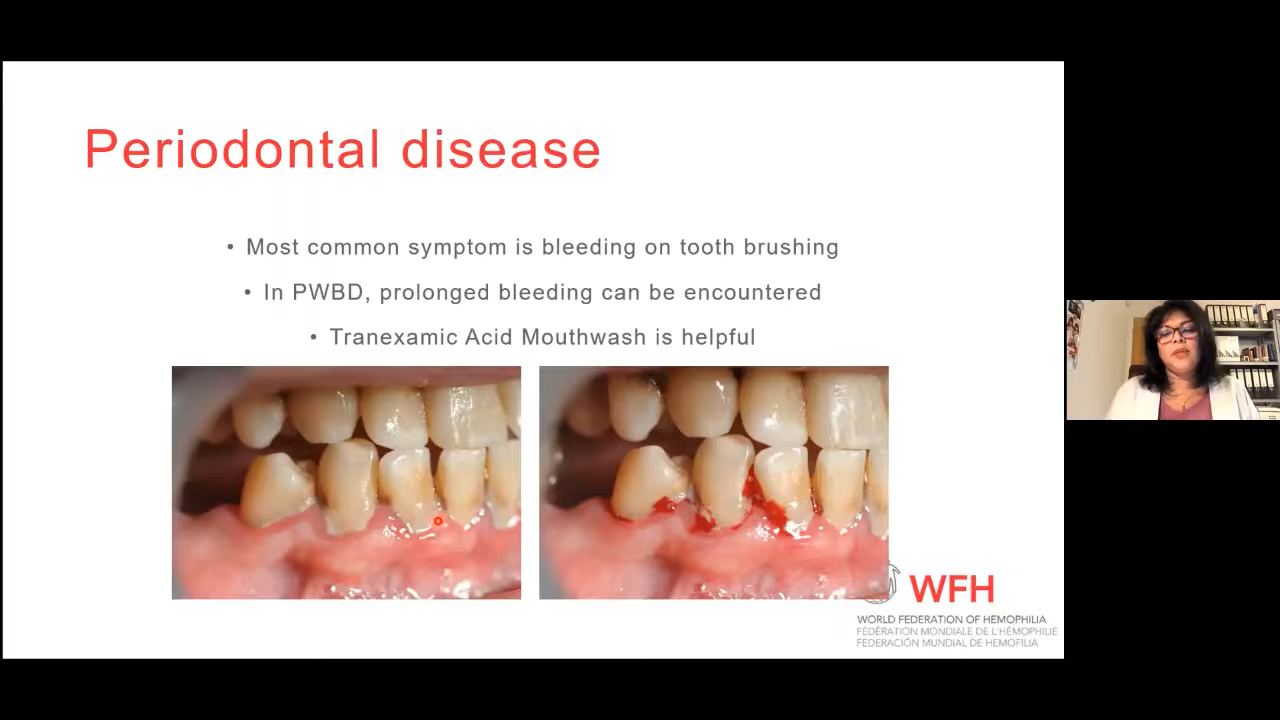 Periodontal disease
• Most common symptom is bleeding on tooth brushing
• In PWBD, prolonged bleeding can be encountered
• Tranexamic Acid Mouthwash is helpful
WFH
WORLD FEDERATION OF HEMOPHILIA
FÉDÉRATION MONDIALE DE L'HÉMOPHILIE
FEDERACIÓN MUNDIAL DE HEMOFILIA